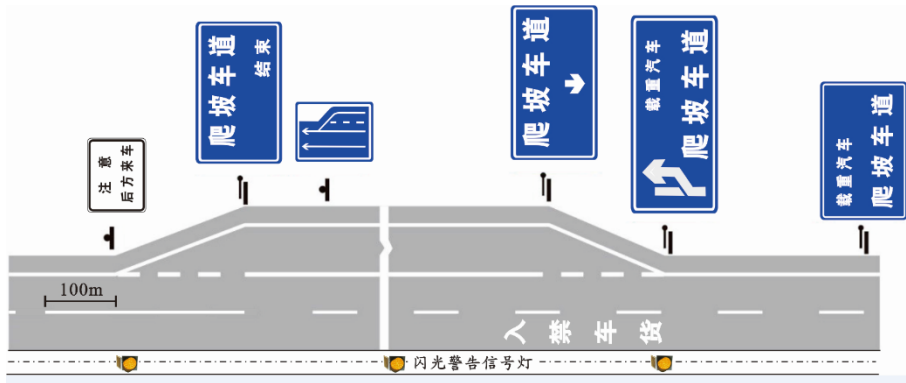 注意
后方来车
爬坡车道
结束
爬坡车道
载重汽车
爬坡车道
载重汽车
爬坡车道
100m
入禁车货
闪光警告信号灯